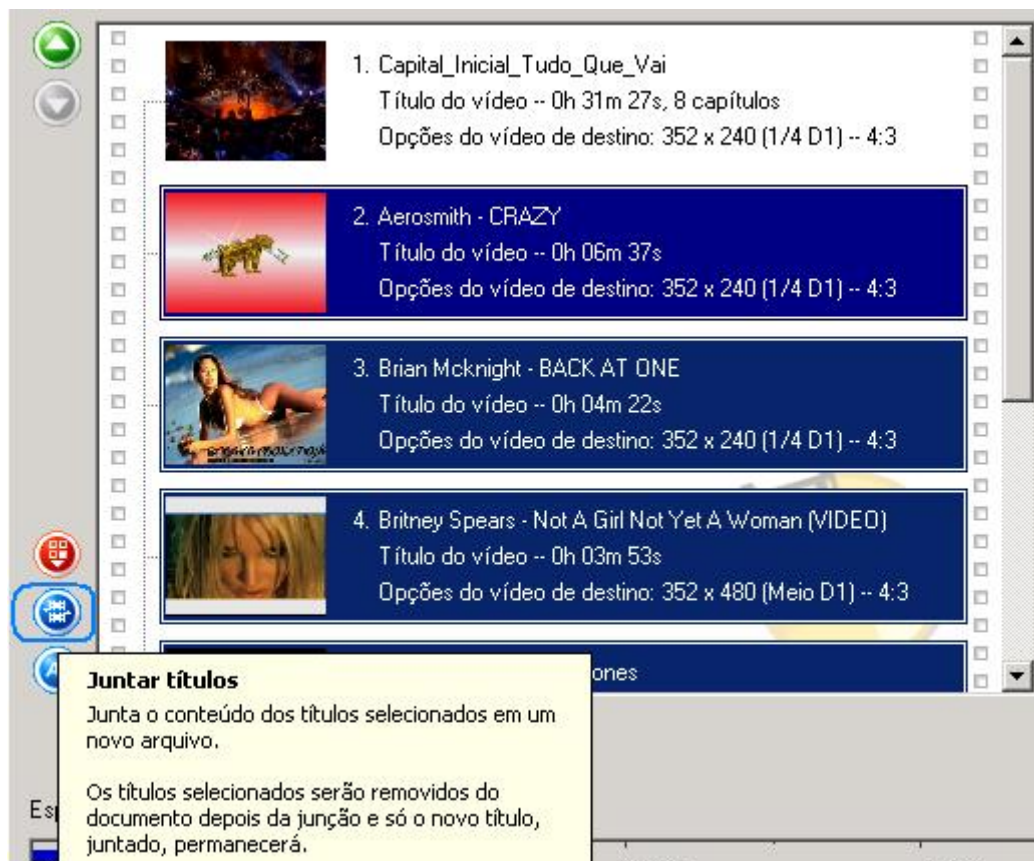 1. Capital_Inicial_Tudo_Que_Vai
Título do vídeo -- 0h 31m 27s, 8 capítulos
Opções do vídeo de destino: 352 x 240 (1/4 D1) -- 4:3
2. Aerosmith - CRAZY
Título do vídeo -- 0h 06m 37s
Opções do vídeo de destino: 352 x 240 (1/4 D1) -- 4:3
3. Brian Mcknight - BACK AT ONE
Título do vídeo -- 0h 04m 22s
Opções do vídeo de destino: 352 x 240 (1/4 D1) -- 4:3
4. Britney Spears - Not A Girl Not Yet A Woman (VIDEO)
Título do vídeo -- 0h 03m 53s
Opções do vídeo de destino: 352 x 480 (Meio D1) -- 4:3
ones
Juntar títulos
Junta o conteúdo dos títulos selecionados em um
novo arquivo.
Os títulos selecionados serão removidos do
documento depois da junção e só o novo título,
juntado, permanecerá.
Es